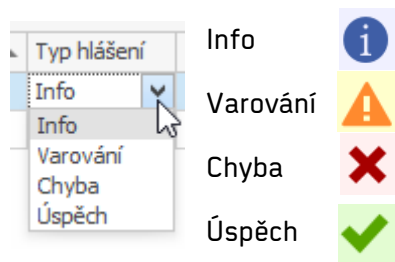 Typ hlášení
Info
Info
Varování
Chyba
Úspěch
Info
Varování
Chyba
Úspěch